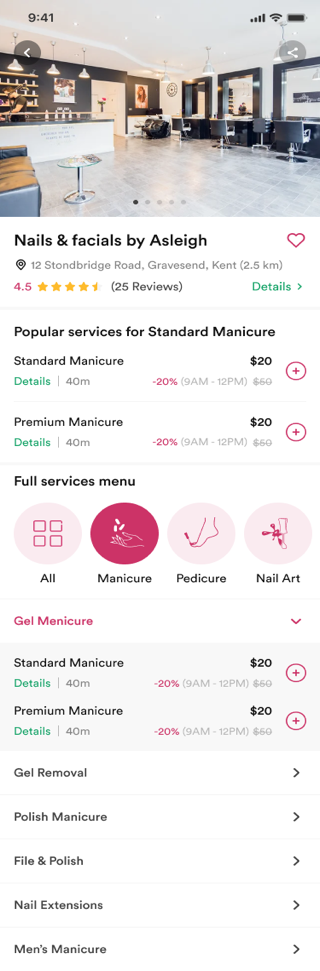 9:41
Nails & facials by Asleigh
12 Stondbridge Road, Gravesend, Kent (2.5 km)
4.5 (25 Reviews) Details
Popular services for Standard Manicure
Standard Manicure $20
Details | 40m -20% (9AM - 12PM) $60
Premium Manicure $20
Details | 40m -20% (9AM - 12PM) $60
Full services menu
All Manicure Pedicure Nail Art
Gel Menicure
Standard Manicure $20
Details | 40m -20% (9AM - 12PM) $60
Premium Manicure $20
Details | 40m -20% (9AM - 12PM) $60
Gel Removal
Polish Manicure
File & Polish
Nail Extensions
Men's Manicure